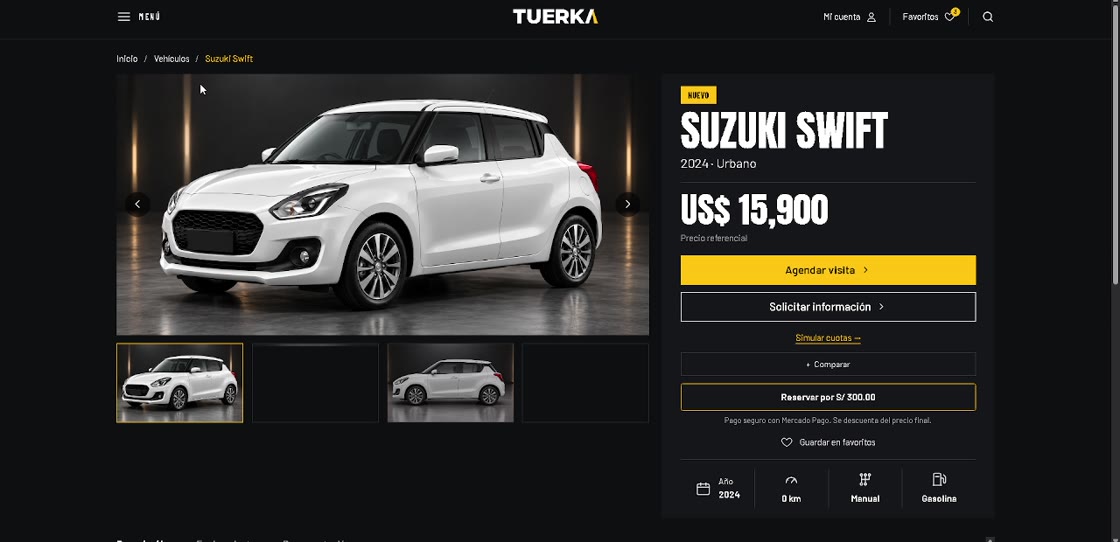 MENÚ
TUERKA
Mi cuenta
Favoritos
3
Inicio / Vehículos / Suzuki Swift
NUEVO
SUZUKI SWIFT
2024 · Urbano
US$ 15,900
Precio referencial
Agendar visita
Solicitar información
Simular cuotas →
+ Comparar
Reservar por S/ 300.00
Pago seguro con Mercado Pago. Se descuenta del precio final.
Guardar en favoritos
Año
2024
0 km
Manual
Gasolina